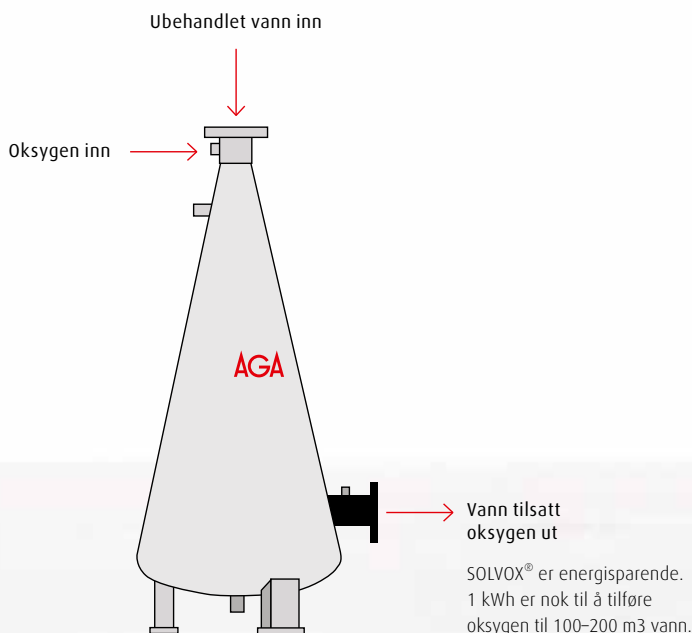 Ubehandlet vann inn
Oksygen inn
AGA
Vann tilsatt
oksygen ut
SOLVOX® er energisparende.
1 kWh er nok til å tilføre
oksygen til 100–200 m3 vann.